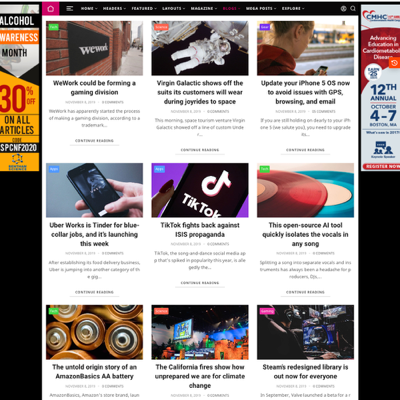 HOME HEADERS FEATURED LAYOUTS MAGAZINE BLOGS MEGA POSTS EXPLORE
ALCOHOL
AWARENESS
MONTH
30%
OFF
ON ALL
ARTICLES
CODE
SPCNF2020
CMHC
Advancing
Education in
Cardiometabolic
Disease
12TH
ANNUAL
OCTOBER
4-7
BOSTON, MA
What's new in 2017!
Keynote Speaker
REGISTER NOW
WeWork
WeWork could be forming a
gaming division
NOVEMBER 8, 2019 0 COMMENTS
WeWork has apparently started the process
of making a gaming division, according to a
trademark...
CONTINUE READING
Virgin Galactic shows off the
suits its customers will wear
during joyrides to space
NOVEMBER 8, 2019 0 COMMENTS
This morning, space tourism venture Virgin
Galactic showed off a line of custom Unde
r...
CONTINUE READING
Update your iPhone 5 OS now
to avoid issues with GPS,
browsing, and email
NOVEMBER 8, 2019 0 COMMENTS
If you are still holding on dearly to your iPh
one 5 (we salute you), you need to upgrade
its...
CONTINUE READING
Uber Works is Tinder for blue-
collar jobs, and it's launching
this week
NOVEMBER 8, 2019 0 COMMENTS
After establishing its food delivery business,
Uber is jumping into another category of th
e gig...
CONTINUE READING
TikTok
TikTok fights back against
ISIS propaganda
NOVEMBER 8, 2019 0 COMMENTS
TikTok, the song-and-dance social media ap
p that's spiked in popularity this year, is alle
gedly the...
CONTINUE READING
This open-source AI tool
quickly isolates the vocals in
any song
NOVEMBER 8, 2019 0 COMMENTS
Splitting a song into separate vocals and ins
truments has always been a headache for p
roducers, DJs...
CONTINUE READING
The untold origin story of an
AmazonBasics AA battery
NOVEMBER 8, 2019 0 COMMENTS
AmazonBasics, Amazon's store brand, laun
The California fires show how
unprepared we are for climate
change
NOVEMBER 8, 2019 0 COMMENTS
Steam's redesigned library is
out now for everyone
NOVEMBER 8, 2019 0 COMMENTS
In September, Valve launched a beta for a r